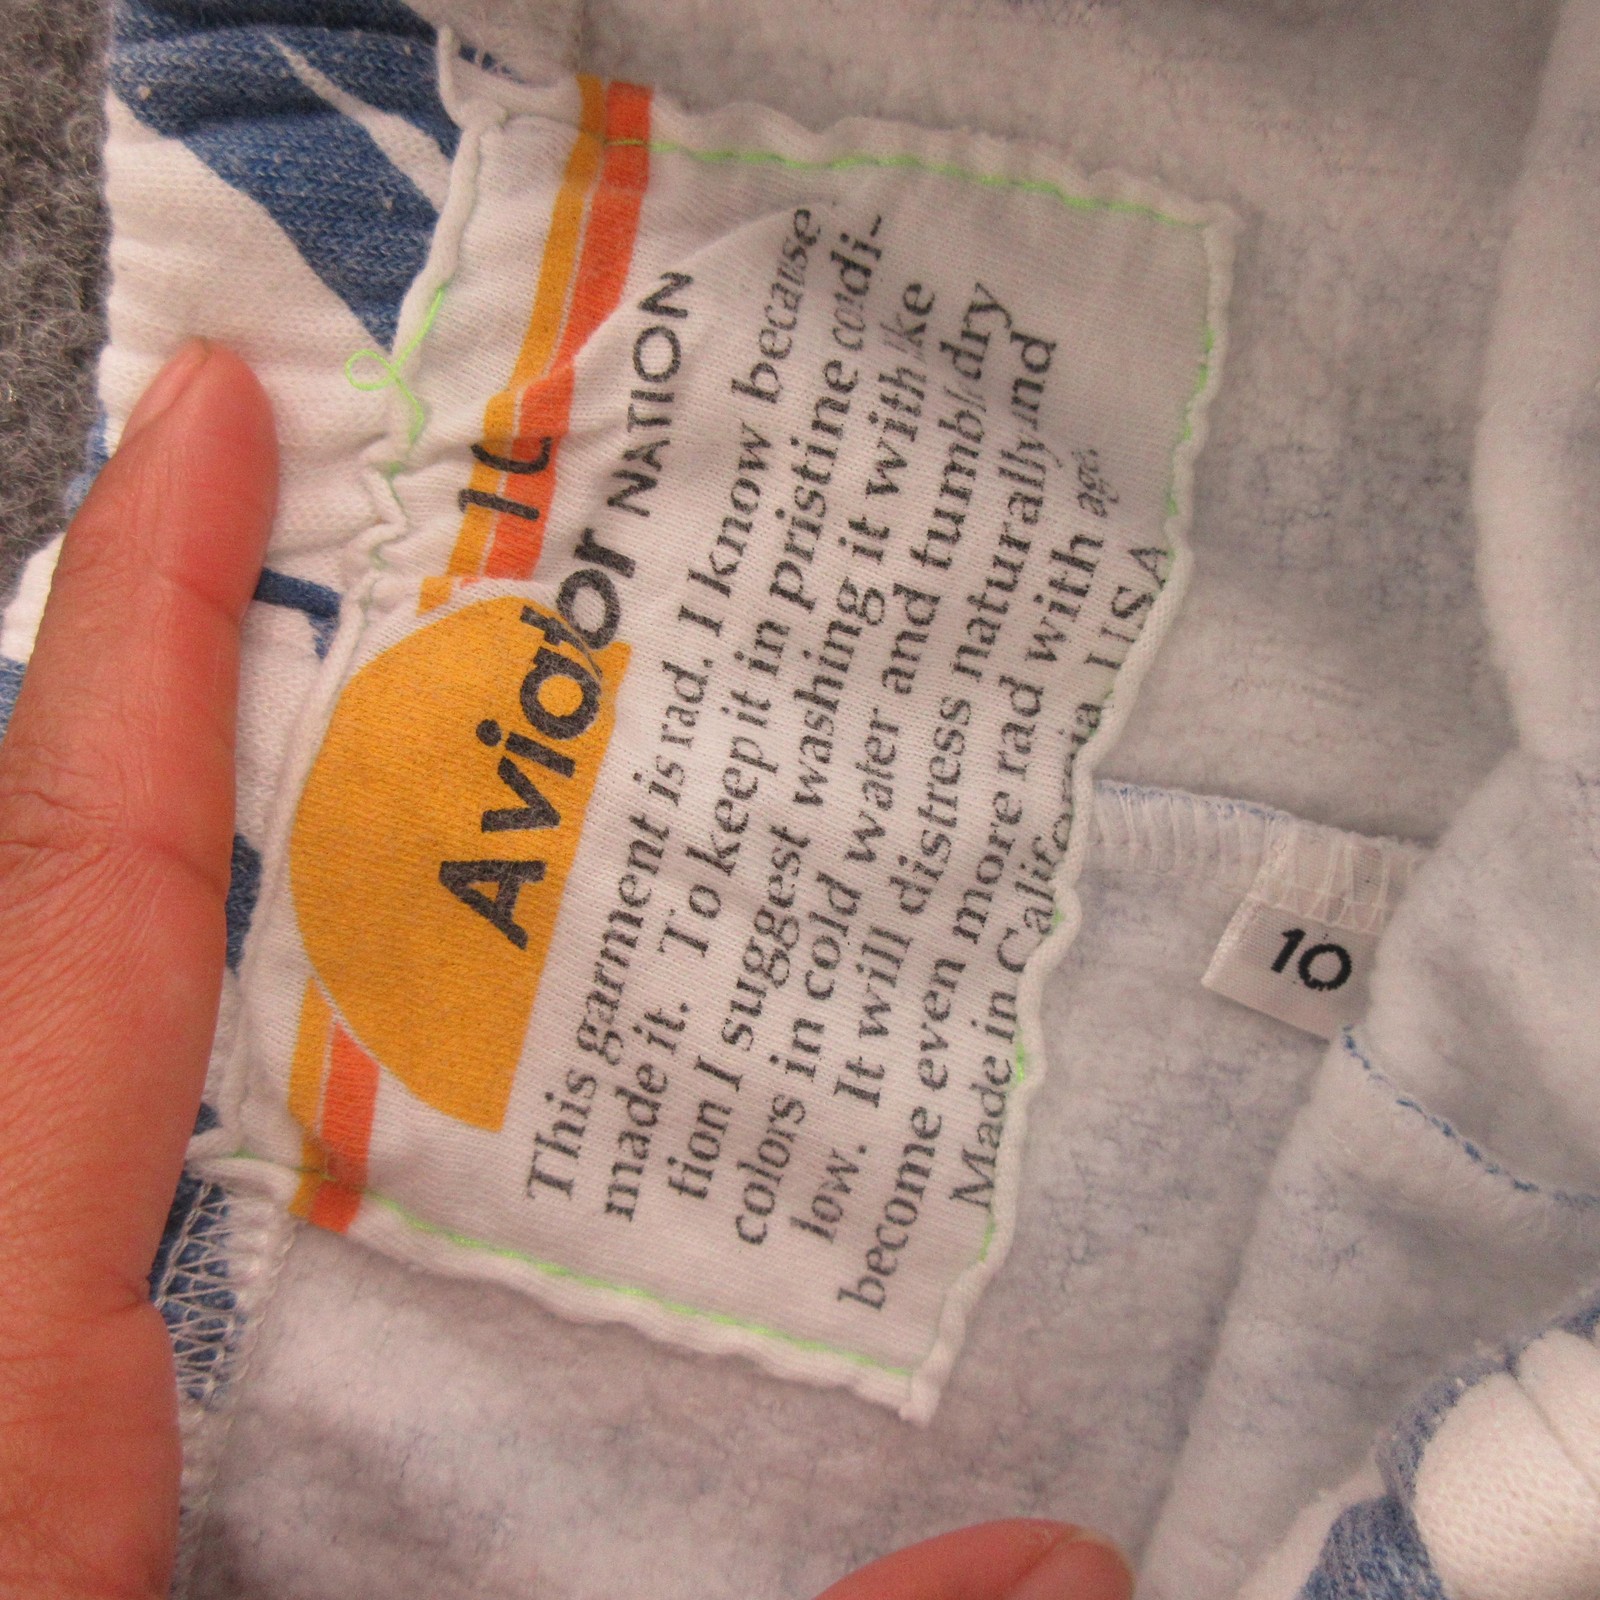 10
Aviator NATION
This garment is rad. I know because
made it. To keep it in pristine condi-
tion I suggest washing it with like
colors in cold water and tumble dry
low. It will distress naturally and
become even more rad with age.
Made in California, USA
10